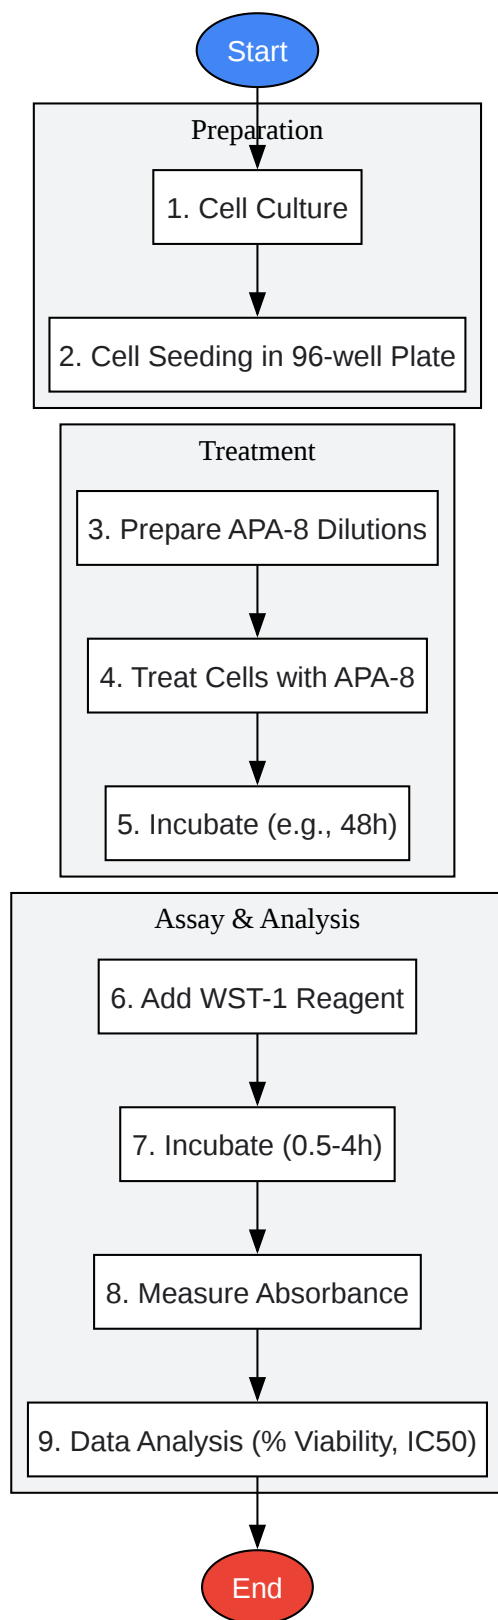 Start
Preparation
1. Cell Culture
2. Cell Seeding in 96-well Plate
Treatment
3. Prepare APA-8 Dilutions
4. Treat Cells with APA-8
5. Incubate (e.g., 48h)
Assay & Analysis
6. Add WST-1 Reagent
7. Incubate (0.5-4h)
8. Measure Absorbance
9. Data Analysis (% Viability, IC50)
End